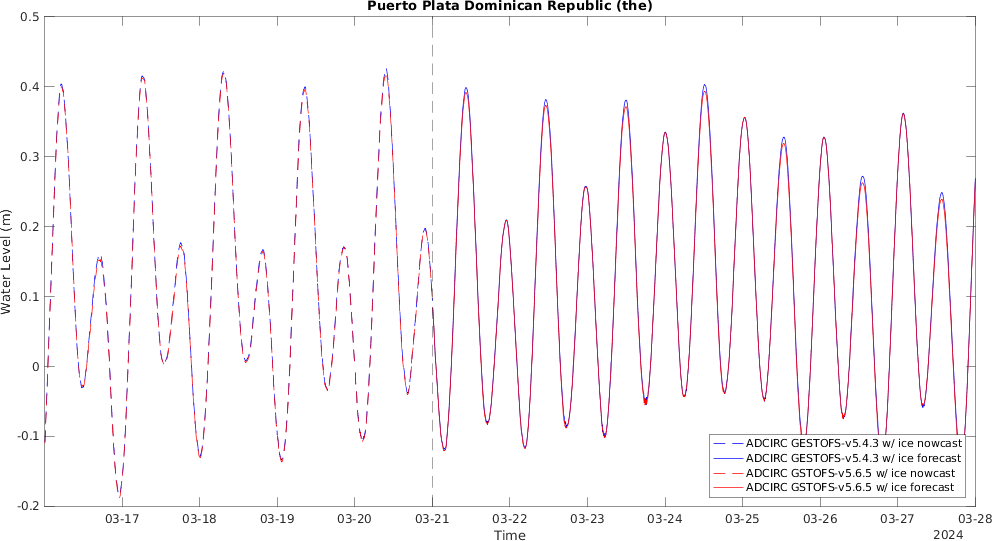 Puerto Plata Dominican Republic (the)
0.5
0.4
0.3
0.2
0.1
0
-0.1
-0.2
Water Level (m)
ADCIRC GESTOFS-v5.4.3 w/ ice nowcast
ADCIRC GESTOFS-v5.4.3 w/ ice forecast
ADCIRC GSTOFS-v5.6.5 w/ ice nowcast
ADCIRC GSTOFS-v5.6.5 w/ ice forecast
03-17 03-18 03-19 03-20 03-21 03-22 03-23 03-24 03-25 03-26 03-27 03-28
Time
2024